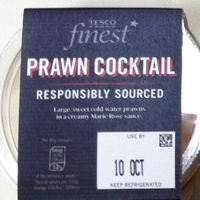 TESCO
finest*
PRAWN COCKTAIL
RESPONSIBLY SOURCED
Large, sweet cold-water prawns
in a creamy Marie Rose sauce.
USE BY
10 OCT
KEEP REFRIGERATED